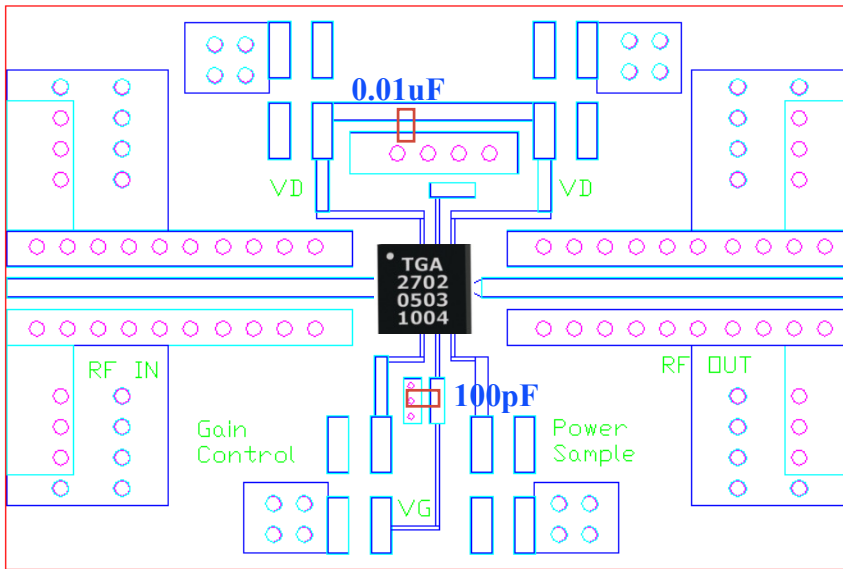 0.01uF
VD
VD
TGA
2702
0503
1004
RF IN
RF OUT
100pF
Gain
Control
Power
Sample
VG